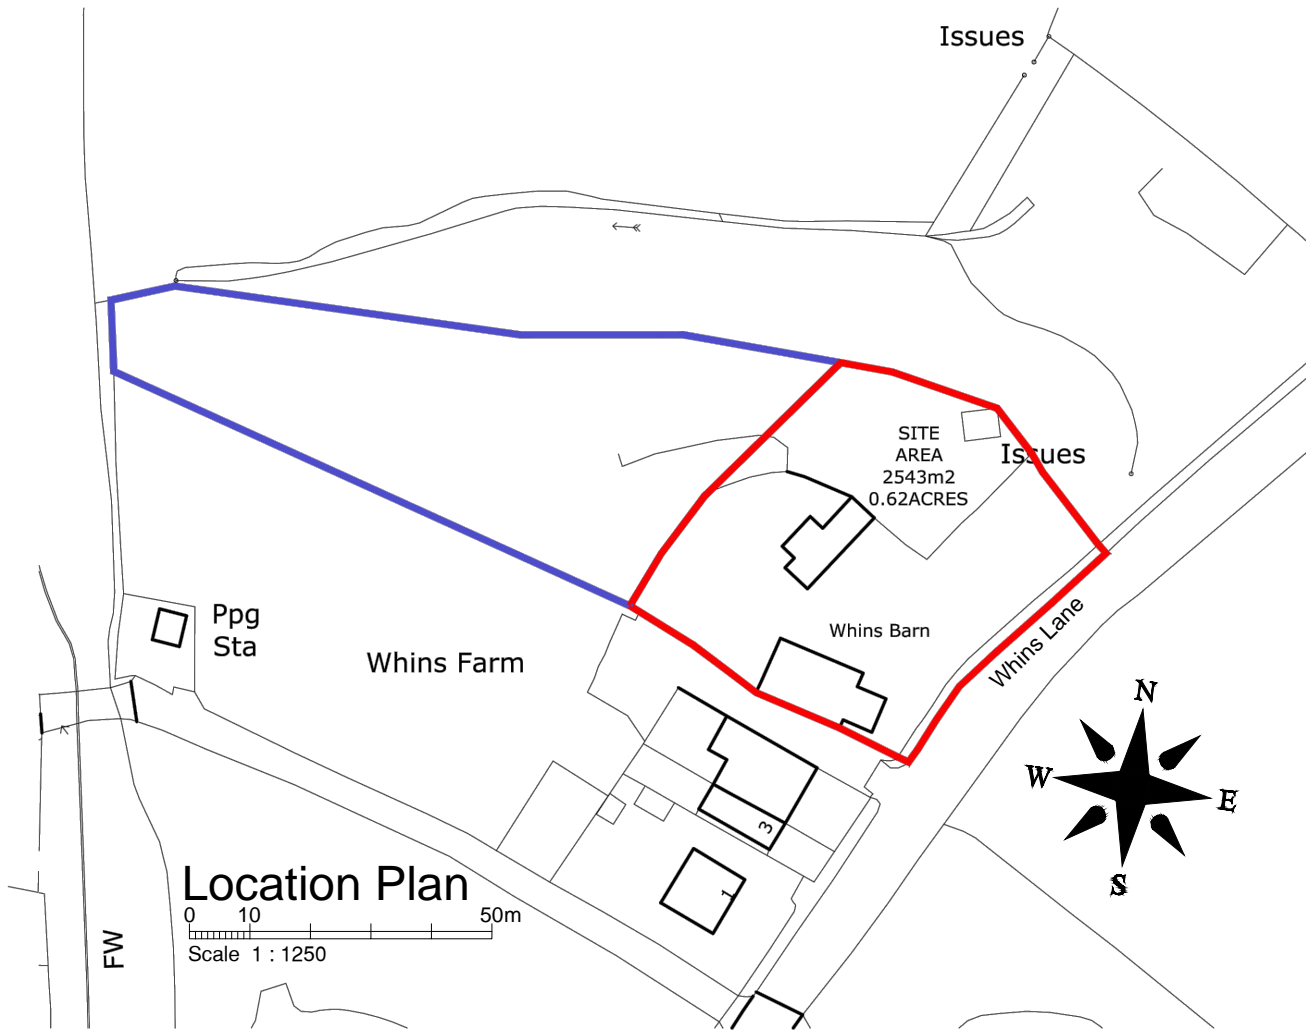 Issues
SITE
AREA
2543m2
0.62ACRES
Issues
Ppg
Sta
Whins Farm
Whins Barn
Whins Lane
N
W
E
S
3
1
Location Plan
0 10 50m
Scale 1 : 1250
FW